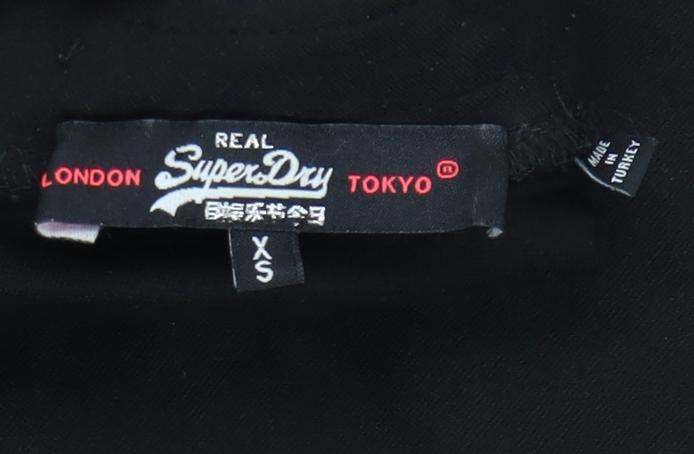 REAL
LONDON SuperDry TOKYO ®
XS
MADE
IN
TURKEY